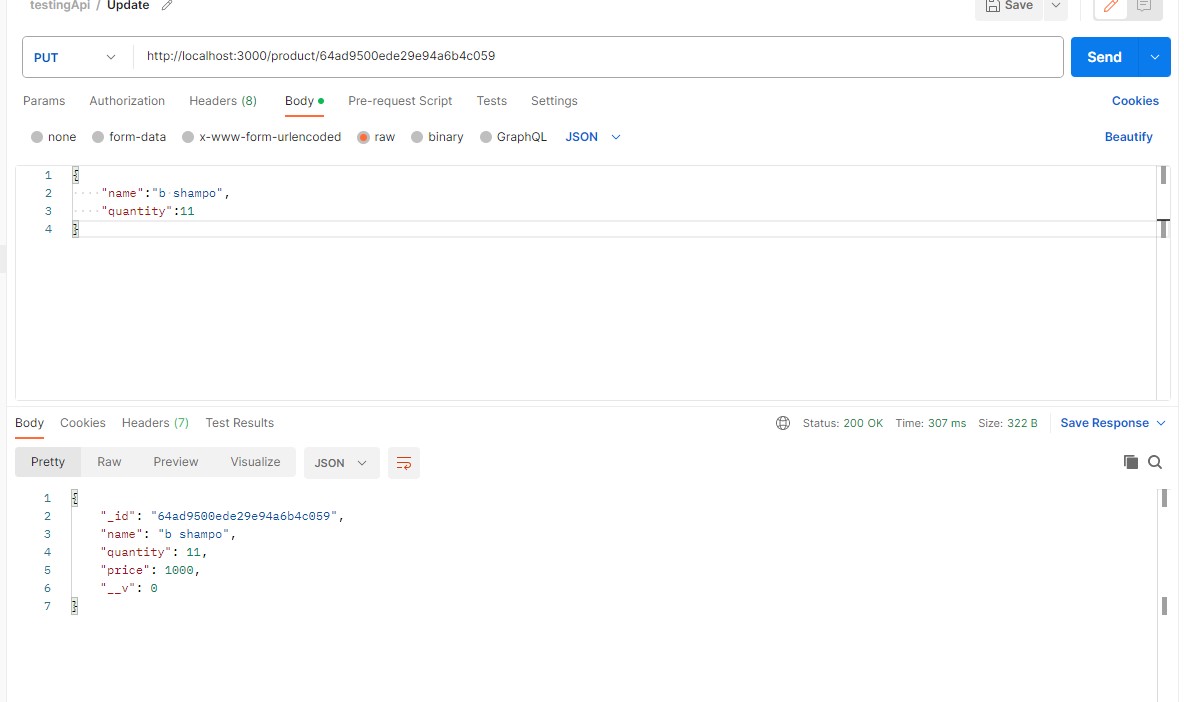 testingApi / Update
Save
PUT http://localhost:3000/product/64ad9500ede29e94a6b4c059 Send
Params Authorization Headers (8) Body Pre-request Script Tests Settings Cookies
none form-data x-www-form-urlencoded raw binary GraphQL JSON Beautify
1 {
2 "name":"b shampo",
3 "quantity":11
4 }
Body Cookies Headers (7) Test Results Status: 200 OK Time: 307 ms Size: 322 B Save Response
Pretty Raw Preview Visualize JSON
1 {
2 "_id": "64ad9500ede29e94a6b4c059",
3 "name": "b shampo",
4 "quantity": 11,
5 "price": 1000,
6 "__v": 0
7 }